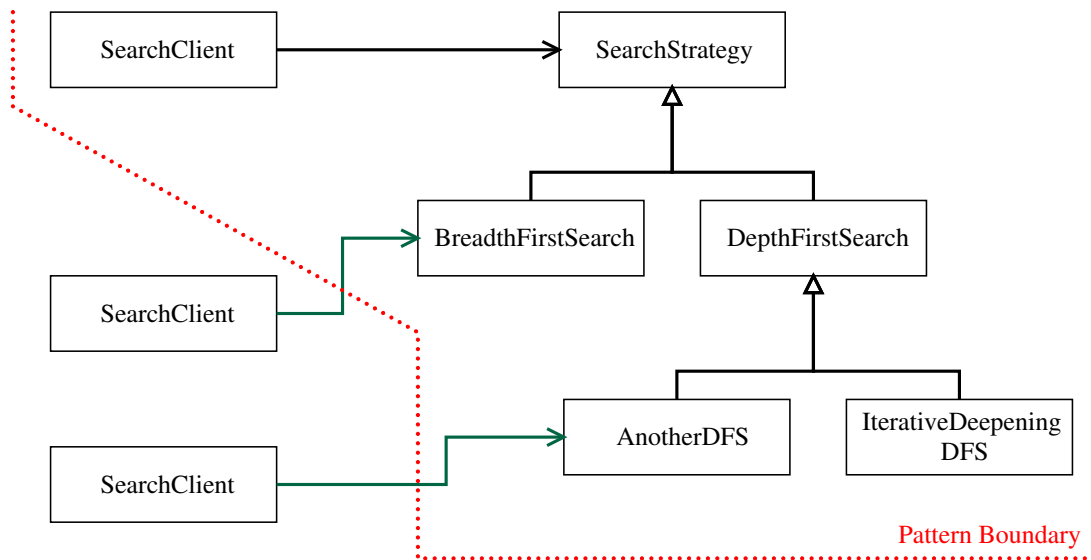 SearchClient
SearchStrategy
BreadthFirstSearch
DepthFirstSearch
SearchClient
AnotherDFS
IterativeDeepening
DFS
SearchClient
Pattern Boundary